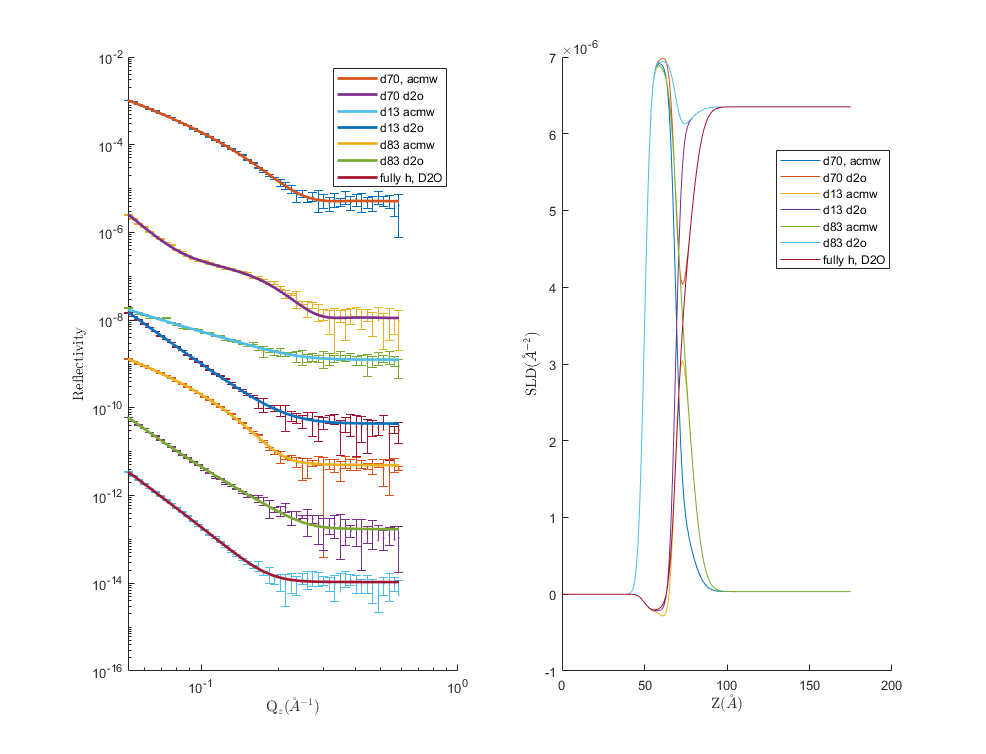 10-2
10-4
10-6
10-8
10-10
10-12
10-14
10-16
Reflectivity
10-1
100
Qz(Å-1)
d70, acmw
d70 d2o
d13 acmw
d13 d2o
d83 acmw
d83 d2o
fully h, D2O
×10-6
7
6
5
4
3
2
1
0
-1
SLD(Å-2)
0
50
100
150
200
Z(Å)
d70, acmw
d70 d2o
d13 acmw
d13 d2o
d83 acmw
d83 d2o
fully h, D2O